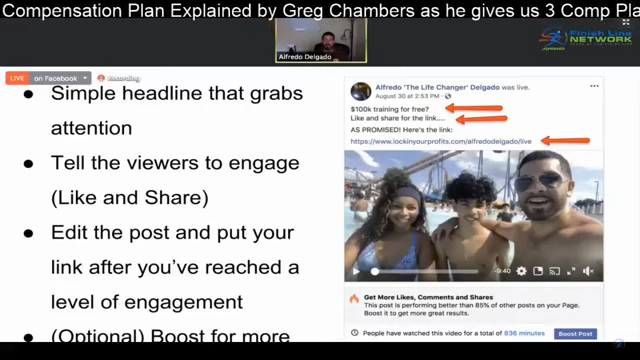 Compensation Plan Explained by Greg Chambers as he gives us 3 Comp Pla
Finish Line
NETWORK
Alfredo Delgado
LIVE on Facebook
Recording
● Simple headline that grabs
attention
● Tell the viewers to engage
(Like and Share)
● Edit the post and put your
link after you've reached a
level of engagement
● (Optional) Boost for more
Alfredo 'The Life Changer' Delgado was live.
August 30 at 2:53 PM
$100k training for free?
Like and share for the link....
AS PROMISED! Here's the link:
https://www.lockinyourprofits.com/alfredodelgado/live
-9:40
Get More Likes, Comments and Shares
This post is performing better than 85% of other posts on your Page.
Boost it to get more great results.
People have watched this video for a total of 836 minutes
Boost Post